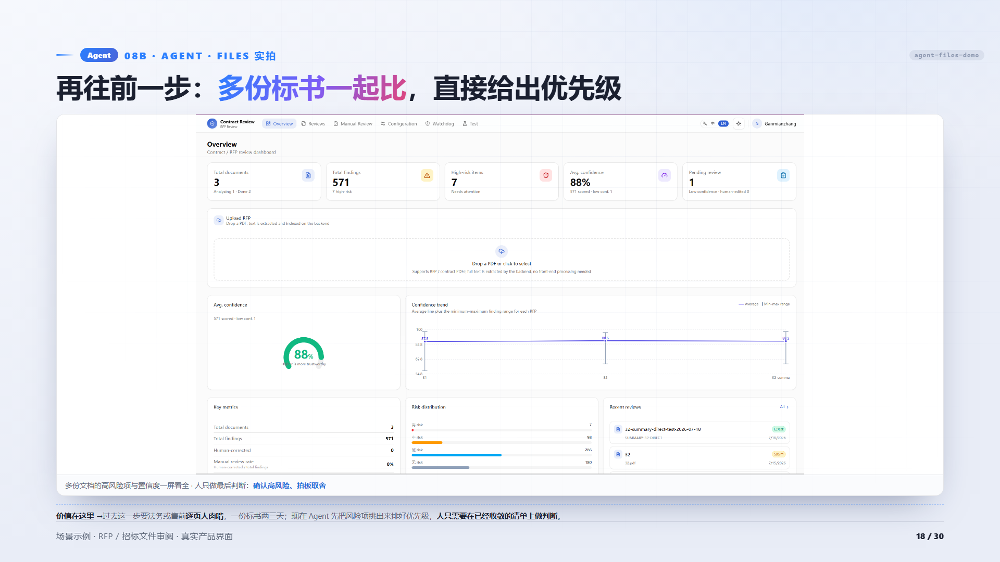 Agent
08B · AGENT · FILES 实拍
agent-files-demo
再往前一步：多份标书一起比，直接给出优先级
Contract Review
RFP Review
Overview
Reviews
Manual Review
Configuration
Watchdog
Test
中
EN
G
Ganmianzhang
Overview
Contract / RFP review dashboard
Total documents
3
Analyzing 1 · Done 2
Total findings
571
7 high-risk
High-risk items
7
Needs attention
Avg. confidence
88%
571 scored · low conf. 1
Pending review
1
Low confidence · human-edited 0
Upload RFP
Drop a PDF; text is extracted and indexed on the backend
Drop a PDF or click to select
Supports RFP / contract PDFs; full text is extracted by the backend, no front-end processing needed
Avg. confidence
571 scored · low conf. 1
88%
Higher is more trustworthy
Confidence trend
Average line plus the minimum–maximum finding range for each RFP
Average
Min–max range
100
84.8
69.8
54.8
87.8
88.6
88.2
31
32
32-summa
Key metrics
Total documents 3
Total findings 571
Human-corrected 0
Manual review rate 0%
Human-corrected / total findings
Risk distribution
高 risk 7
中 risk 98
低 risk 286
无 risk 180
Recent reviews
All
32-summary-direct-test-2026-07-18
已完成
SUMMARY-32-DIRECT
7/18/2026
32
分析中
32.pdf
7/15/2026
多份文档的高风险项与置信度一屏看全 · 人只做最后判断：确认高风险、拍板取舍
价值在这里 →过去这一步要法务或售前逐页人肉啃，一份标书两三天；现在 Agent 先把风险项挑出来排好优先级，人只需要在已经收敛的清单上做判断。
场景示例 · RFP / 招标文件审阅 · 真实产品界面
18 / 30